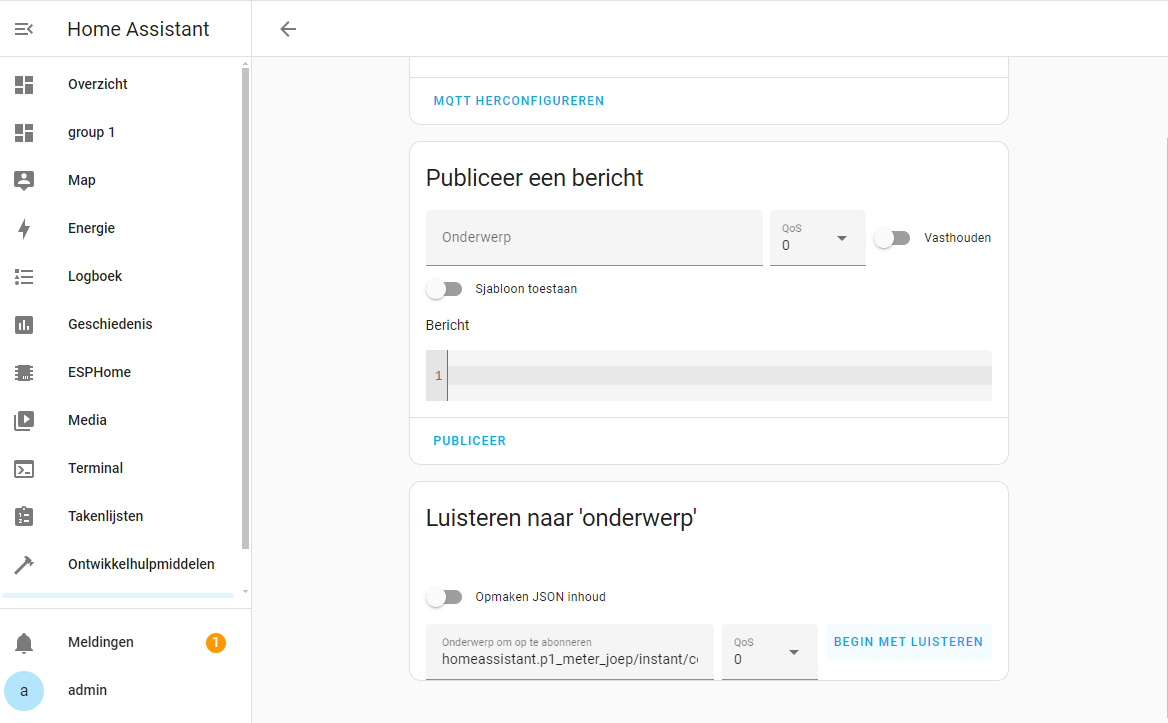 Home Assistant
Overzicht
group 1
Map
Energie
Logboek
Geschiedenis
ESPHome
Media
Terminal
Takenlijsten
Ontwikkelhulpmiddelen
Meldingen
1
a
admin
MQTT HERCONFIGUREREN
Publiceer een bericht
Onderwerp
QoS
0
Vasthouden
Sjabloon toestaan
Bericht
1
PUBLICEER
Luisteren naar 'onderwerp'
Opmaken JSON inhoud
Onderwerp om op te abonneren
homeassistant.p1_meter_joep/instant/c
QoS
0
BEGIN MET LUISTEREN